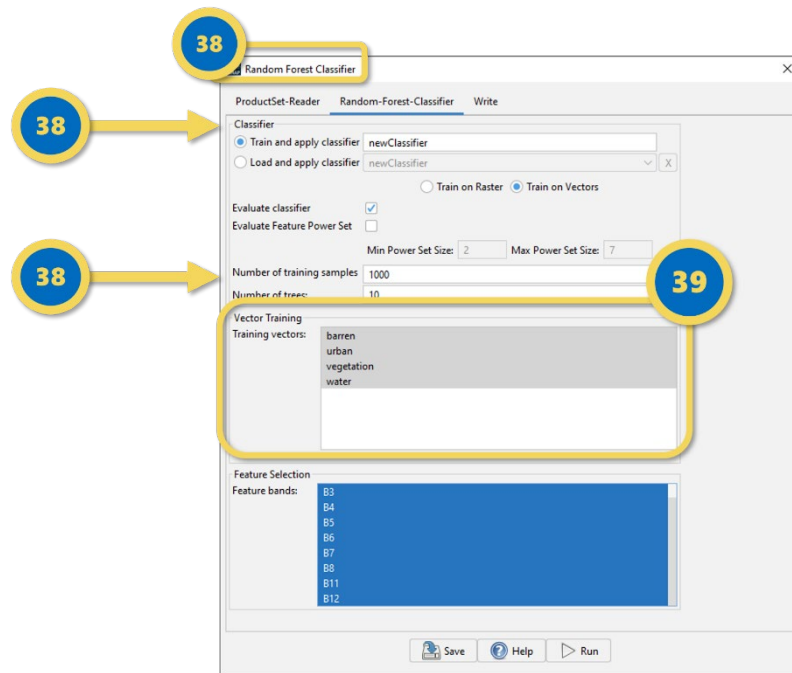 38
Random Forest Classifier
ProductSet-Reader Random-Forest-Classifier Write
38
Classifier
Train and apply classifier newClassifier
Load and apply classifier newClassifier X
Train on Raster Train on Vectors
Evaluate classifier
Evaluate Feature Power Set
Min Power Set Size: 2 Max Power Set Size: 7
38
Number of training samples 1000
39
Number of trees: 10
Vector Training
Training vectors: barren
urban
vegetation
water
Feature Selection
Feature bands: B3
B4
B5
B6
B7
B8
B11
B12
Save Help Run